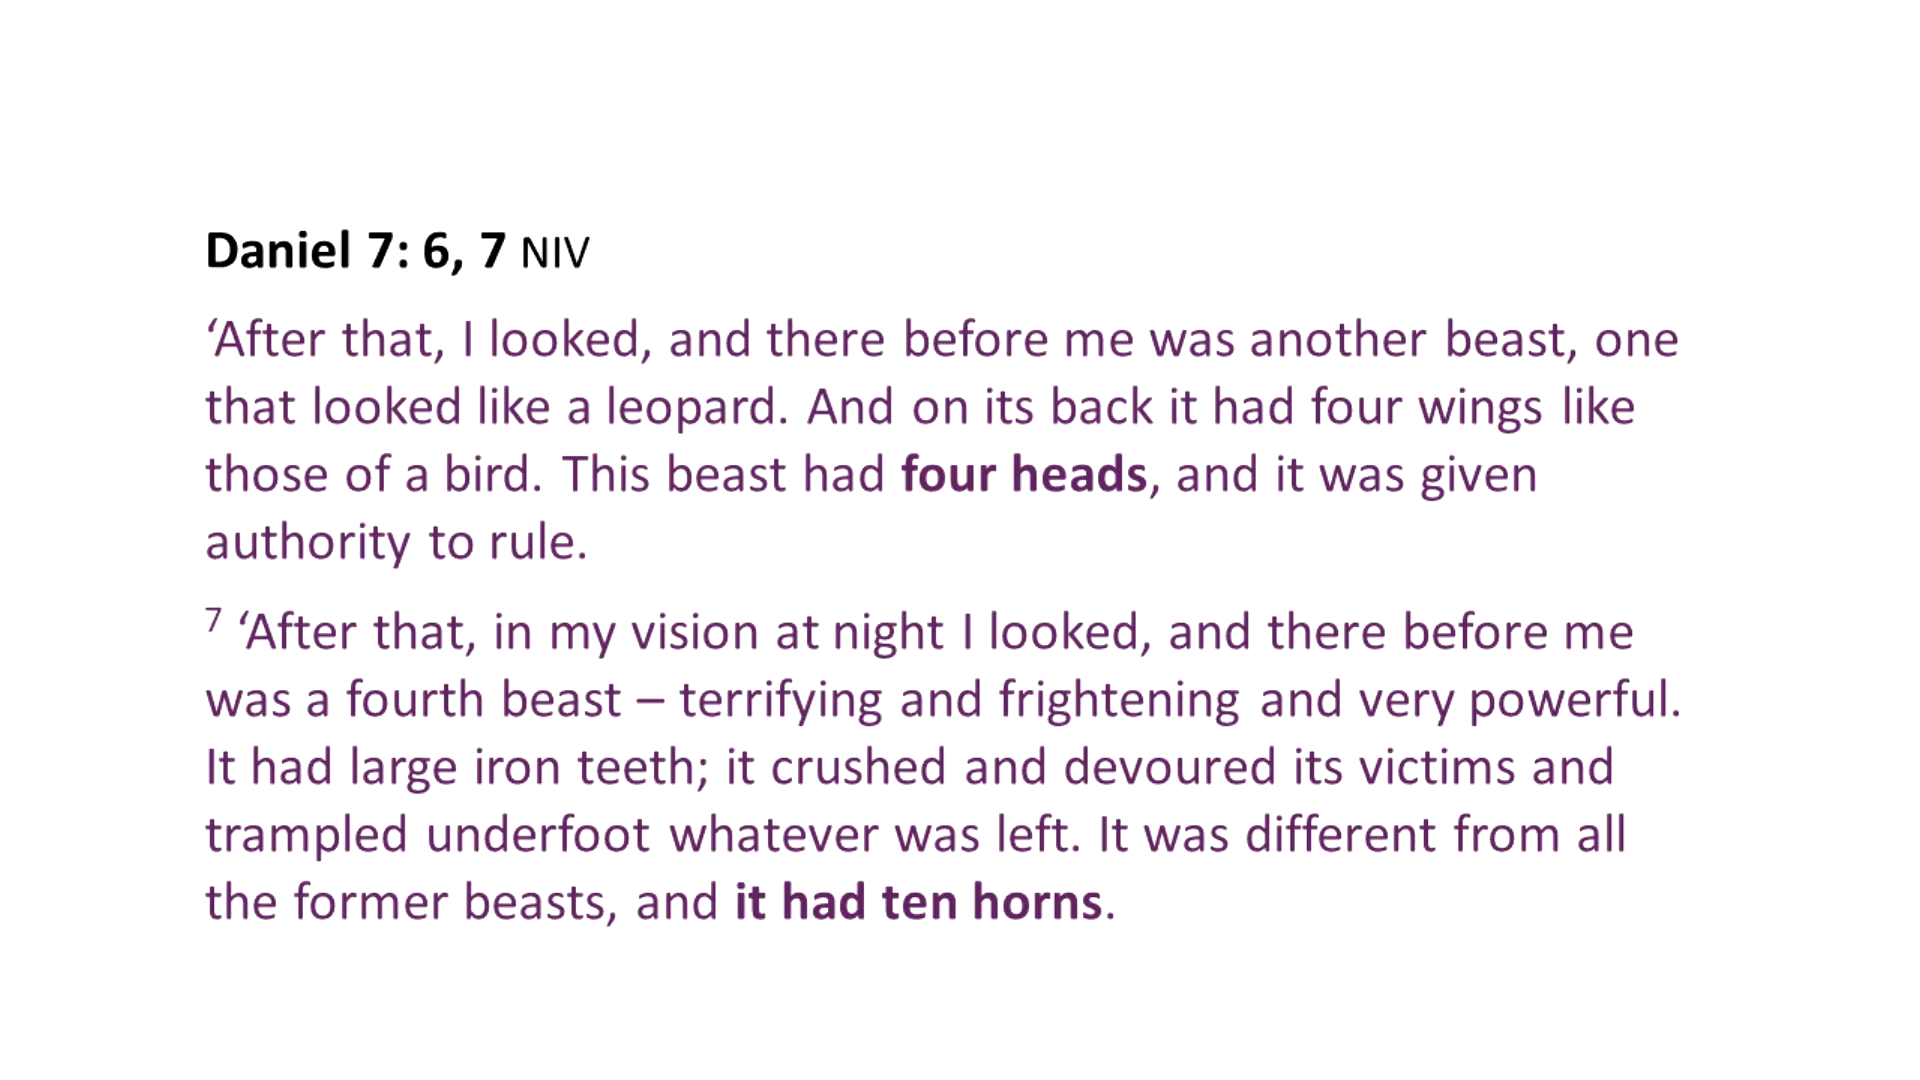 Daniel 7: 6, 7 NIV
‘After that, I looked, and there before me was another beast, one
that looked like a leopard. And on its back it had four wings like
those of a bird. This beast had four heads, and it was given
authority to rule.
7 ‘After that, in my vision at night I looked, and there before me
was a fourth beast – terrifying and frightening and very powerful.
It had large iron teeth; it crushed and devoured its victims and
trampled underfoot whatever was left. It was different from all
the former beasts, and it had ten horns.